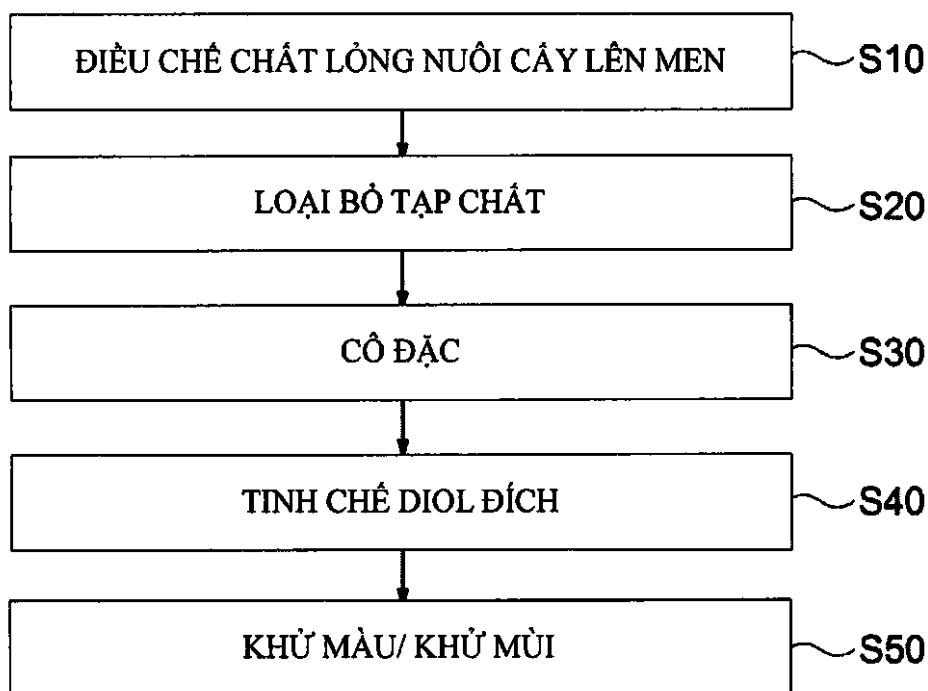 ĐIỀU CHẾ CHẤT LỎNG NUÔI CẤY LÊN MEN S10
LOẠI BỎ TẠP CHẤT S20
CÔ ĐẶC S30
TINH CHẾ DIOL ĐÍCH S40
KHỬ MÀU/ KHỬ MÙI S50